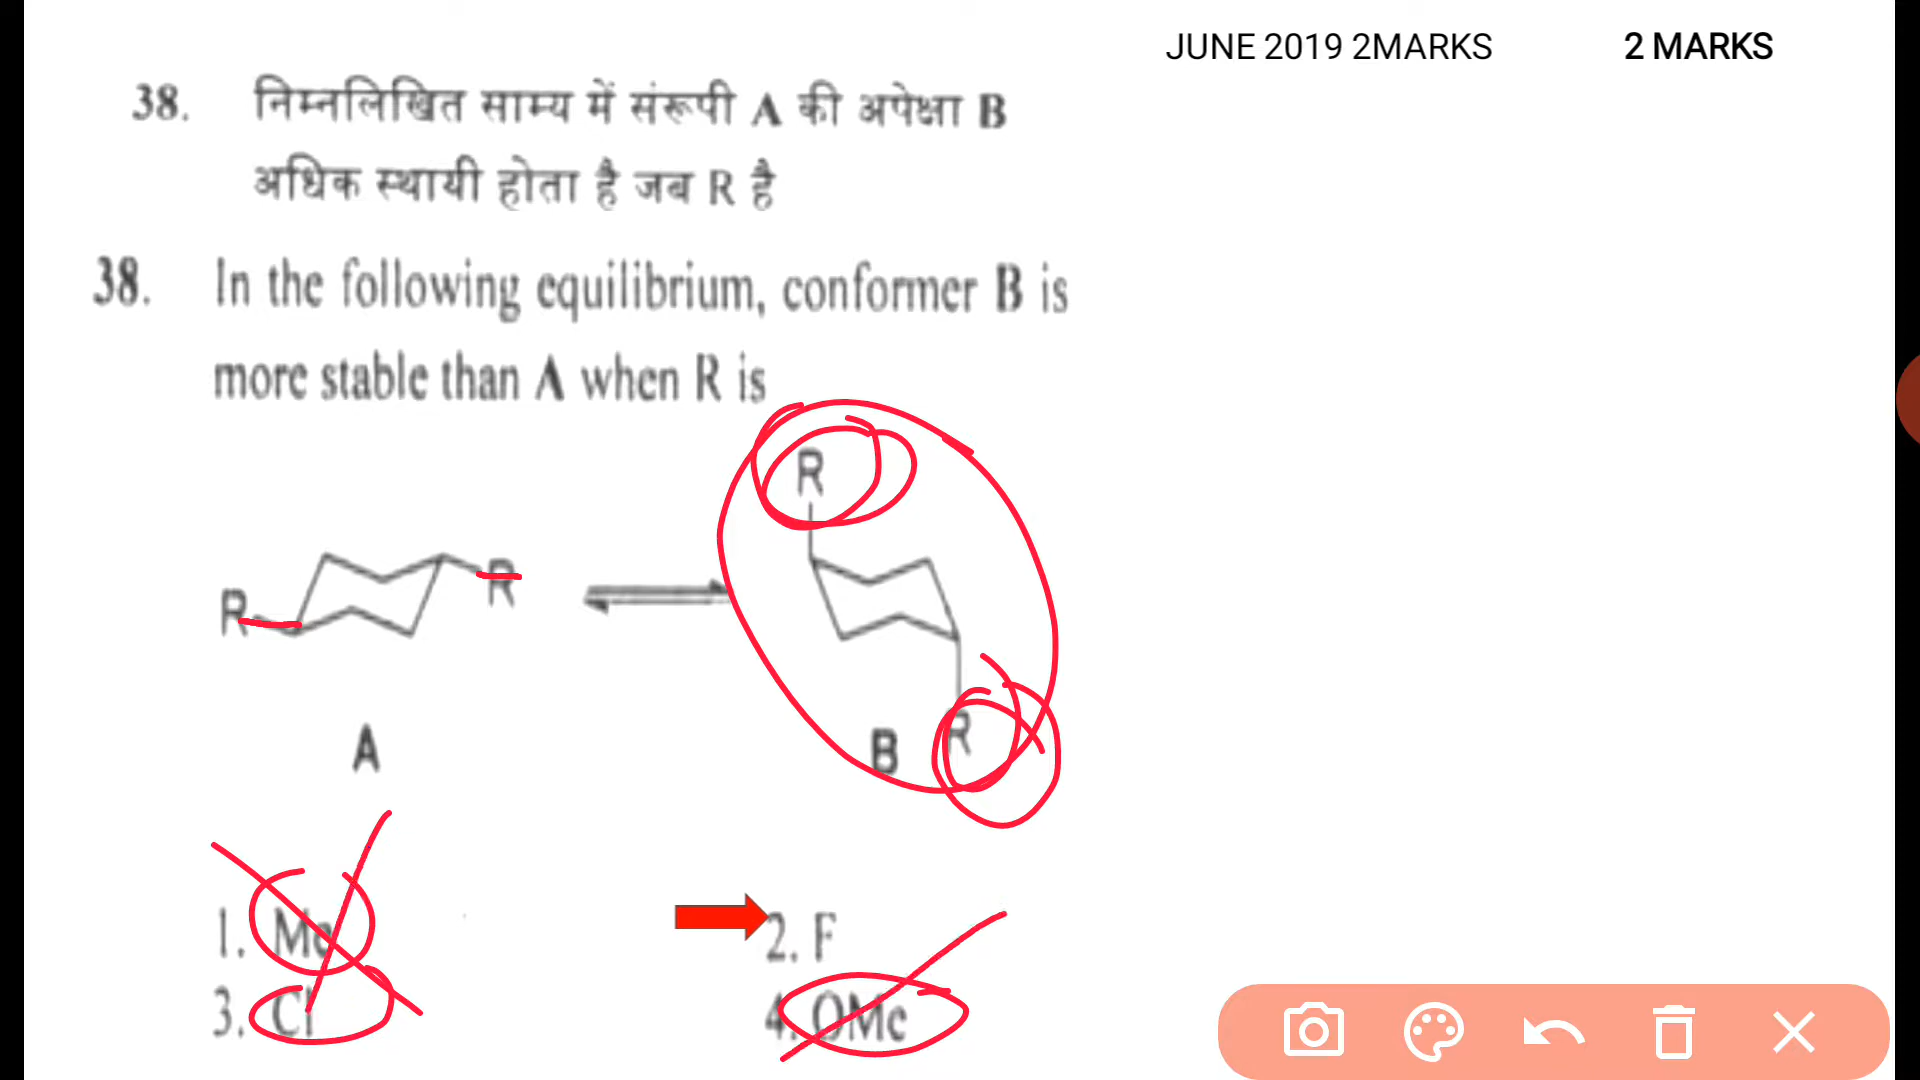 JUNE 2019 2MARKS 2 MARKS
38. निम्नलिखित साम्य में संरूपी A की अपेक्षा B
अधिक स्थायी होता है जब R है
38. In the following equilibrium, conformer B is
more stable than A when R is
R
R
R
R
A
B
1. Me 2. F
3. Cl 4. OMe